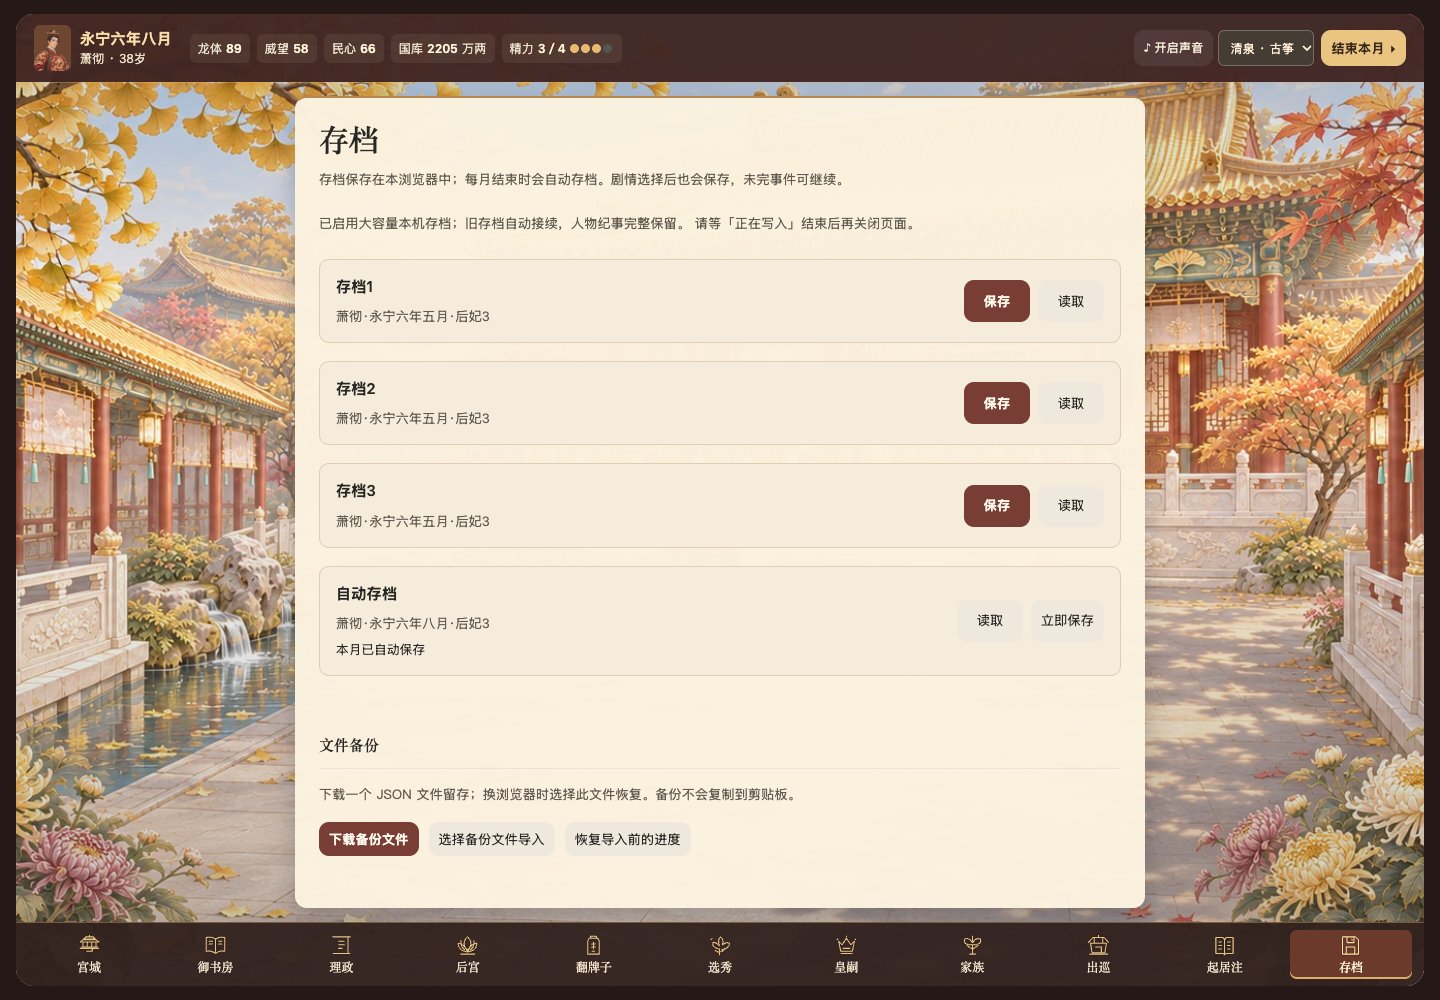 永宁六年八月
萧彻 · 38岁
龙体 89
威望 58
民心 66
国库 2205 万两
精力 3 / 4
♪ 开启声音
清泉 · 古筝
结束本月 ▸
存档
存档保存在本浏览器中；每月结束时会自动存档。剧情选择后也会保存，未完事件可继续。
已启用大容量本机存档；旧存档自动接续，人物纪事完整保留。 请等「正在写入」结束后再关闭页面。
存档1
萧彻·永宁六年五月·后妃3
保存
读取
存档2
萧彻·永宁六年五月·后妃3
保存
读取
存档3
萧彻·永宁六年五月·后妃3
保存
读取
自动存档
萧彻·永宁六年八月·后妃3
本月已自动保存
读取
立即保存
文件备份
下载一个 JSON 文件留存；换浏览器时选择此文件恢复。备份不会复制到剪贴板。
下载备份文件
选择备份文件导入
恢复导入前的进度
宫城
御书房
理政
后宫
翻牌子
选秀
皇嗣
家族
出巡
起居注
存档